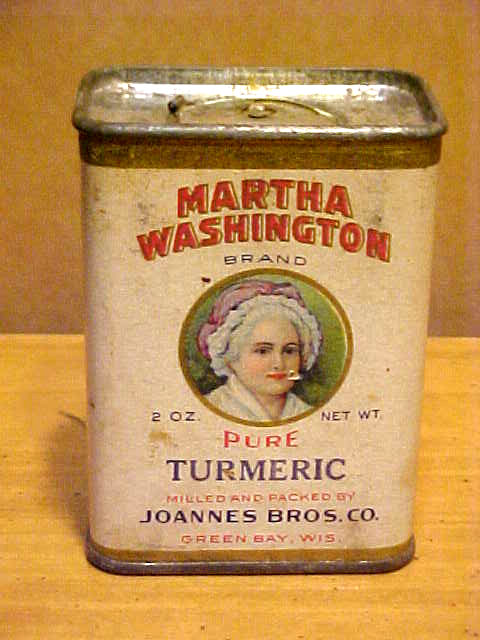 MARTHA
WASHINGTON
BRAND
2 OZ. NET WT.
PURE
TURMERIC
MILLED AND PACKED BY
JOANNES BROS. CO.
GREEN BAY, WIS.